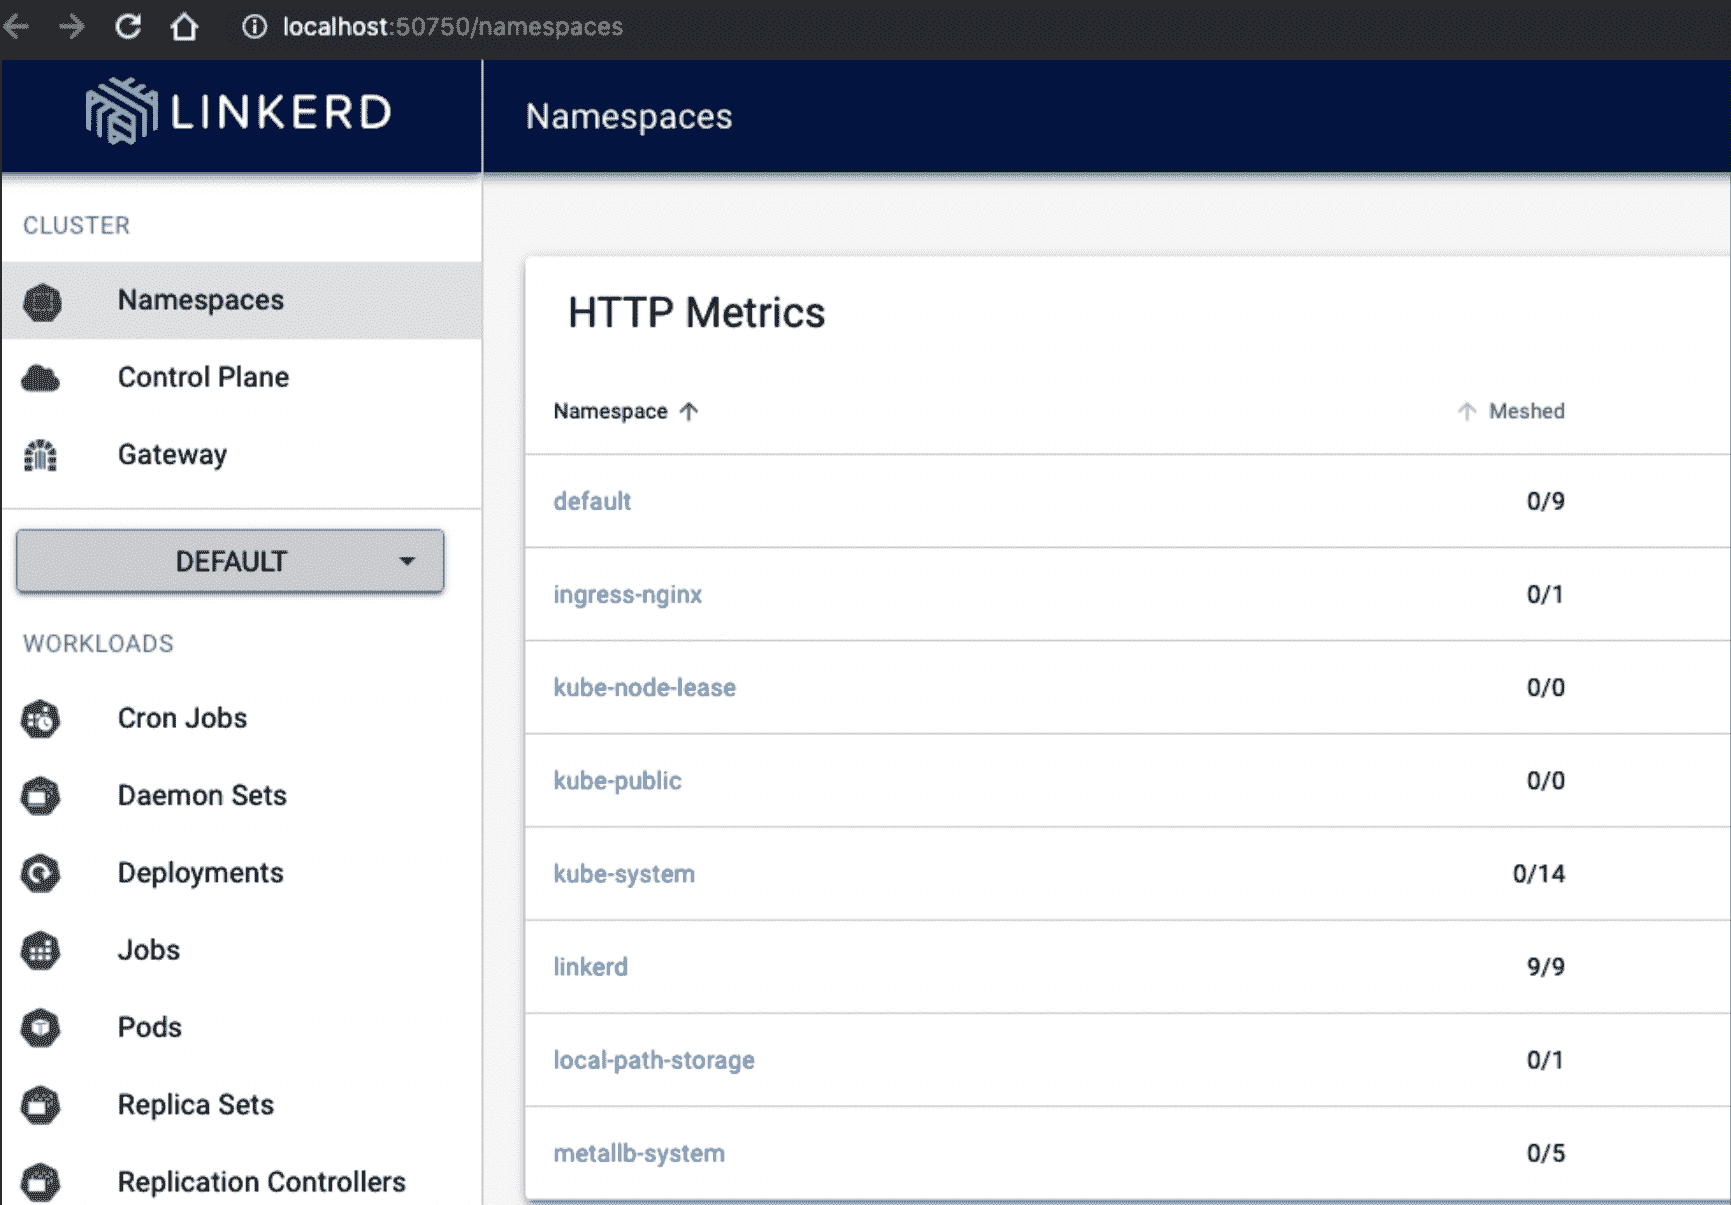 localhost:50750/namespaces
LINKERD
Namespaces
CLUSTER
Namespaces
Control Plane
Gateway
DEFAULT
WORKLOADS
Cron Jobs
Daemon Sets
Deployments
Jobs
Pods
Replica Sets
Replication Controllers
HTTP Metrics
Namespace Meshed
default 0/9
ingress-nginx 0/1
kube-node-lease 0/0
kube-public 0/0
kube-system 0/14
linkerd 9/9
local-path-storage 0/1
metallb-system 0/5